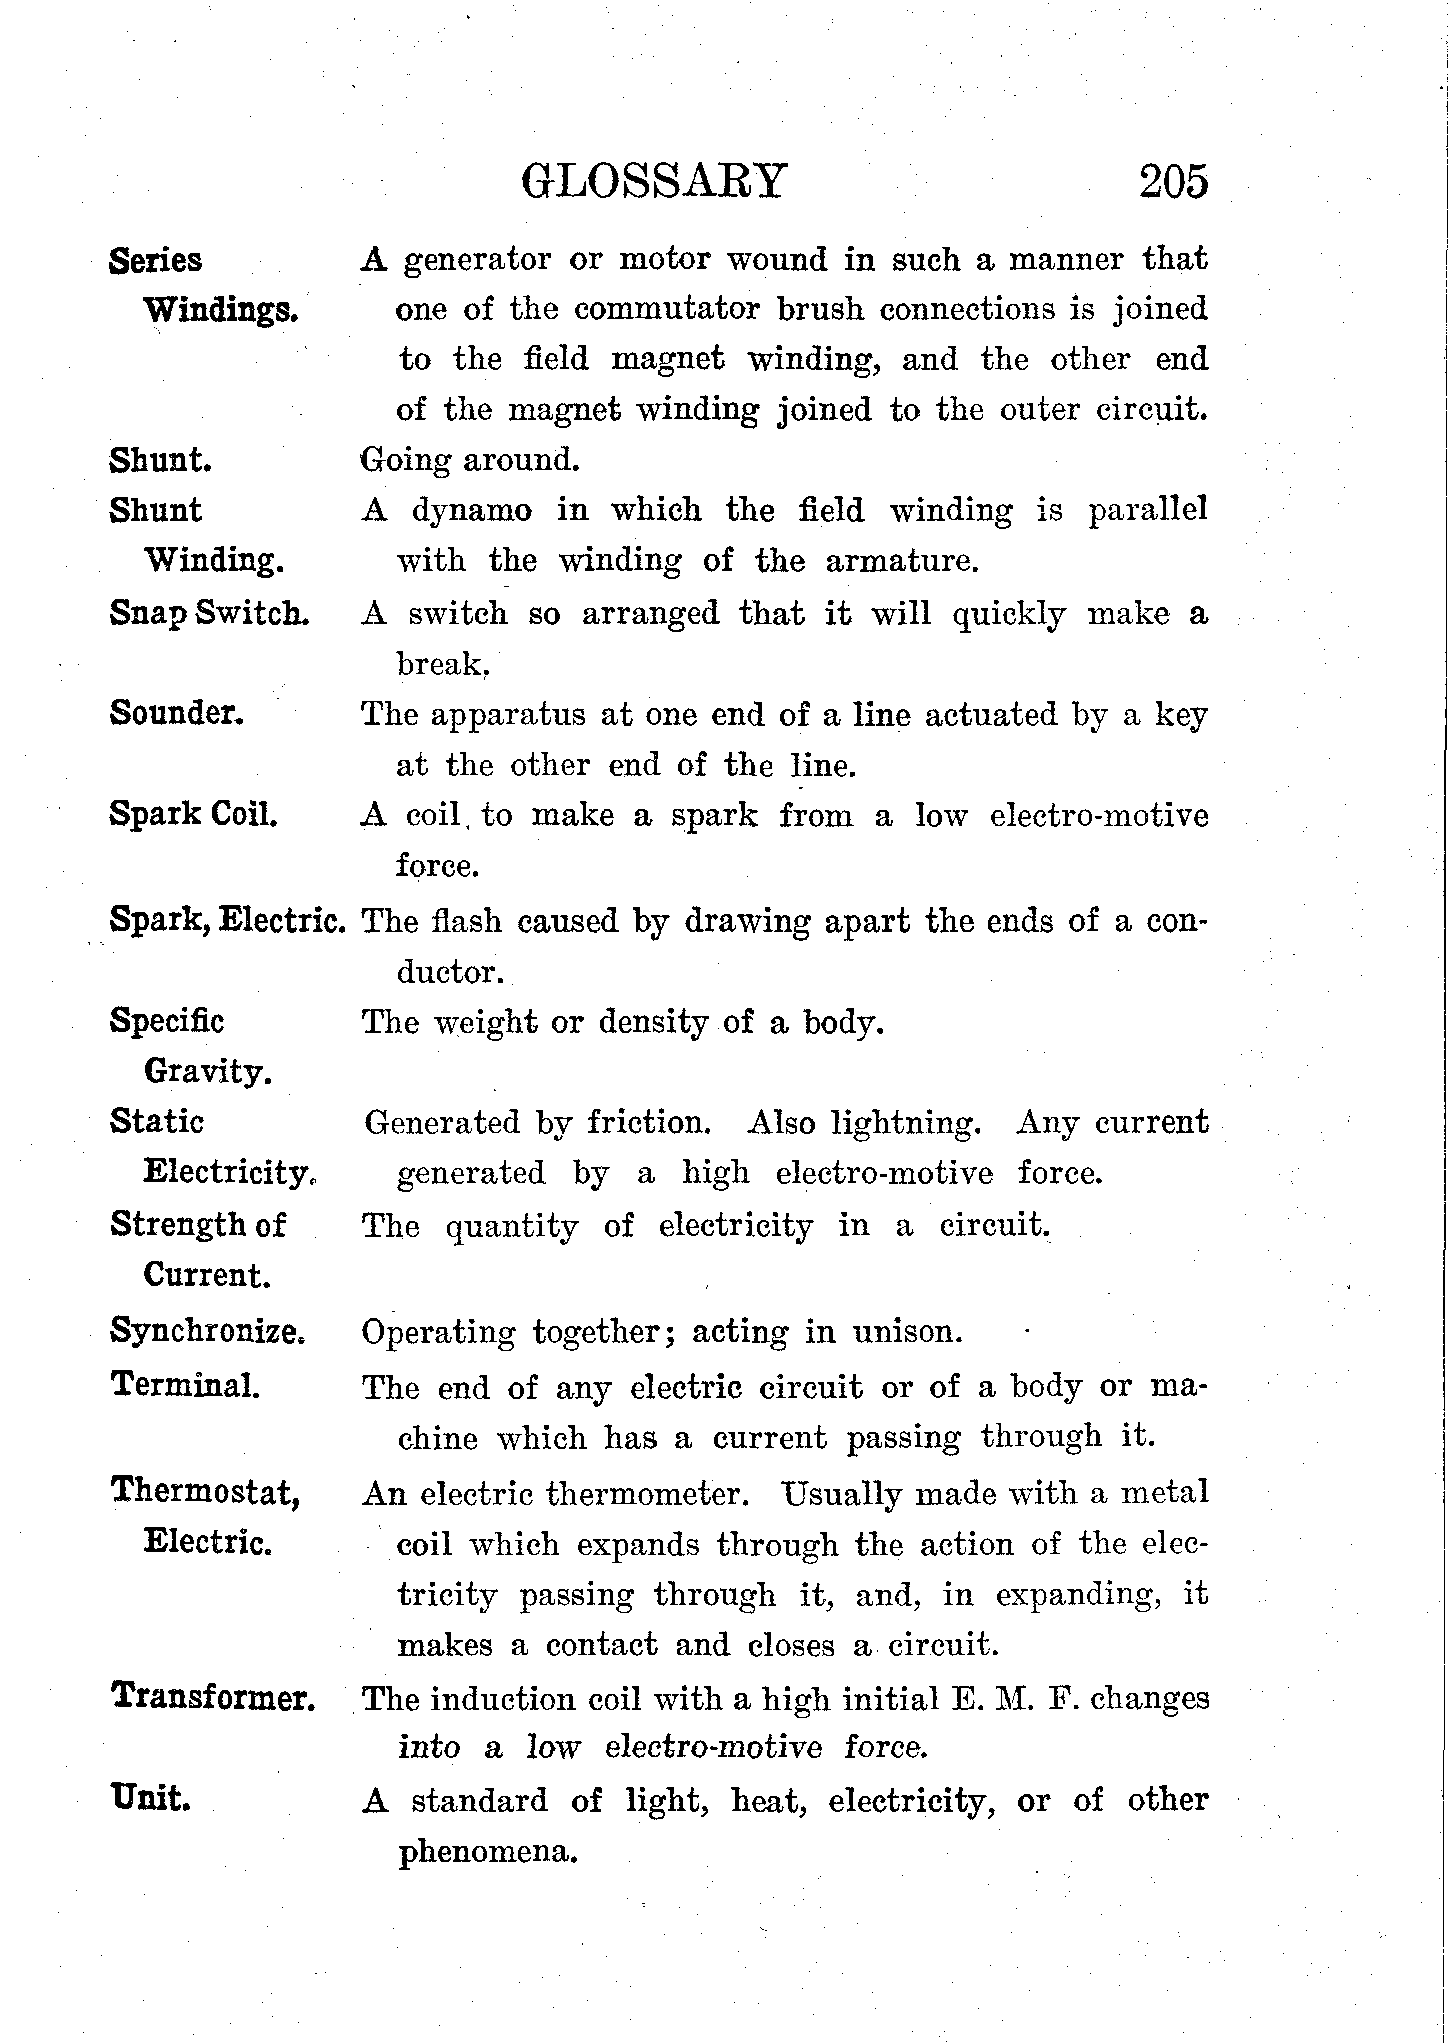 GLOSSARY 205
Series A generator or motor wound in such a manner that
Windings. one of the commutator brush connections is joined
to the field magnet winding, and the other end
of the magnet winding joined to the outer circuit.
Shunt. Going around.
Shunt A dynamo in which the field winding is parallel
Winding. with the winding of the armature.
Snap Switch. A switch so arranged that it will quickly make a
break.
Sounder. The apparatus at one end of a line actuated by a key
at the other end of the line.
Spark Coil. A coil to make a spark from a low electro-motive
force.
Spark, Electric. The flash caused by drawing apart the ends of a con-
ductor.
Specific The weight or density of a body.
Gravity.
Static Generated by friction. Also lightning. Any current
Electricity. generated by a high electro-motive force.
Strength of The quantity of electricity in a circuit.
Current.
Synchronize. Operating together; acting in unison.
Terminal. The end of any electric circuit or of a body or ma-
chine which has a current passing through it.
Thermostat, An electric thermometer. Usually made with a metal
Electric. coil which expands through the action of the elec-
tricity passing through it, and, in expanding, it
makes a contact and closes a circuit.
Transformer. The induction coil with a high initial E. M. F. changes
into a low electro-motive force.
Unit. A standard of light, heat, electricity, or of other
phenomena.